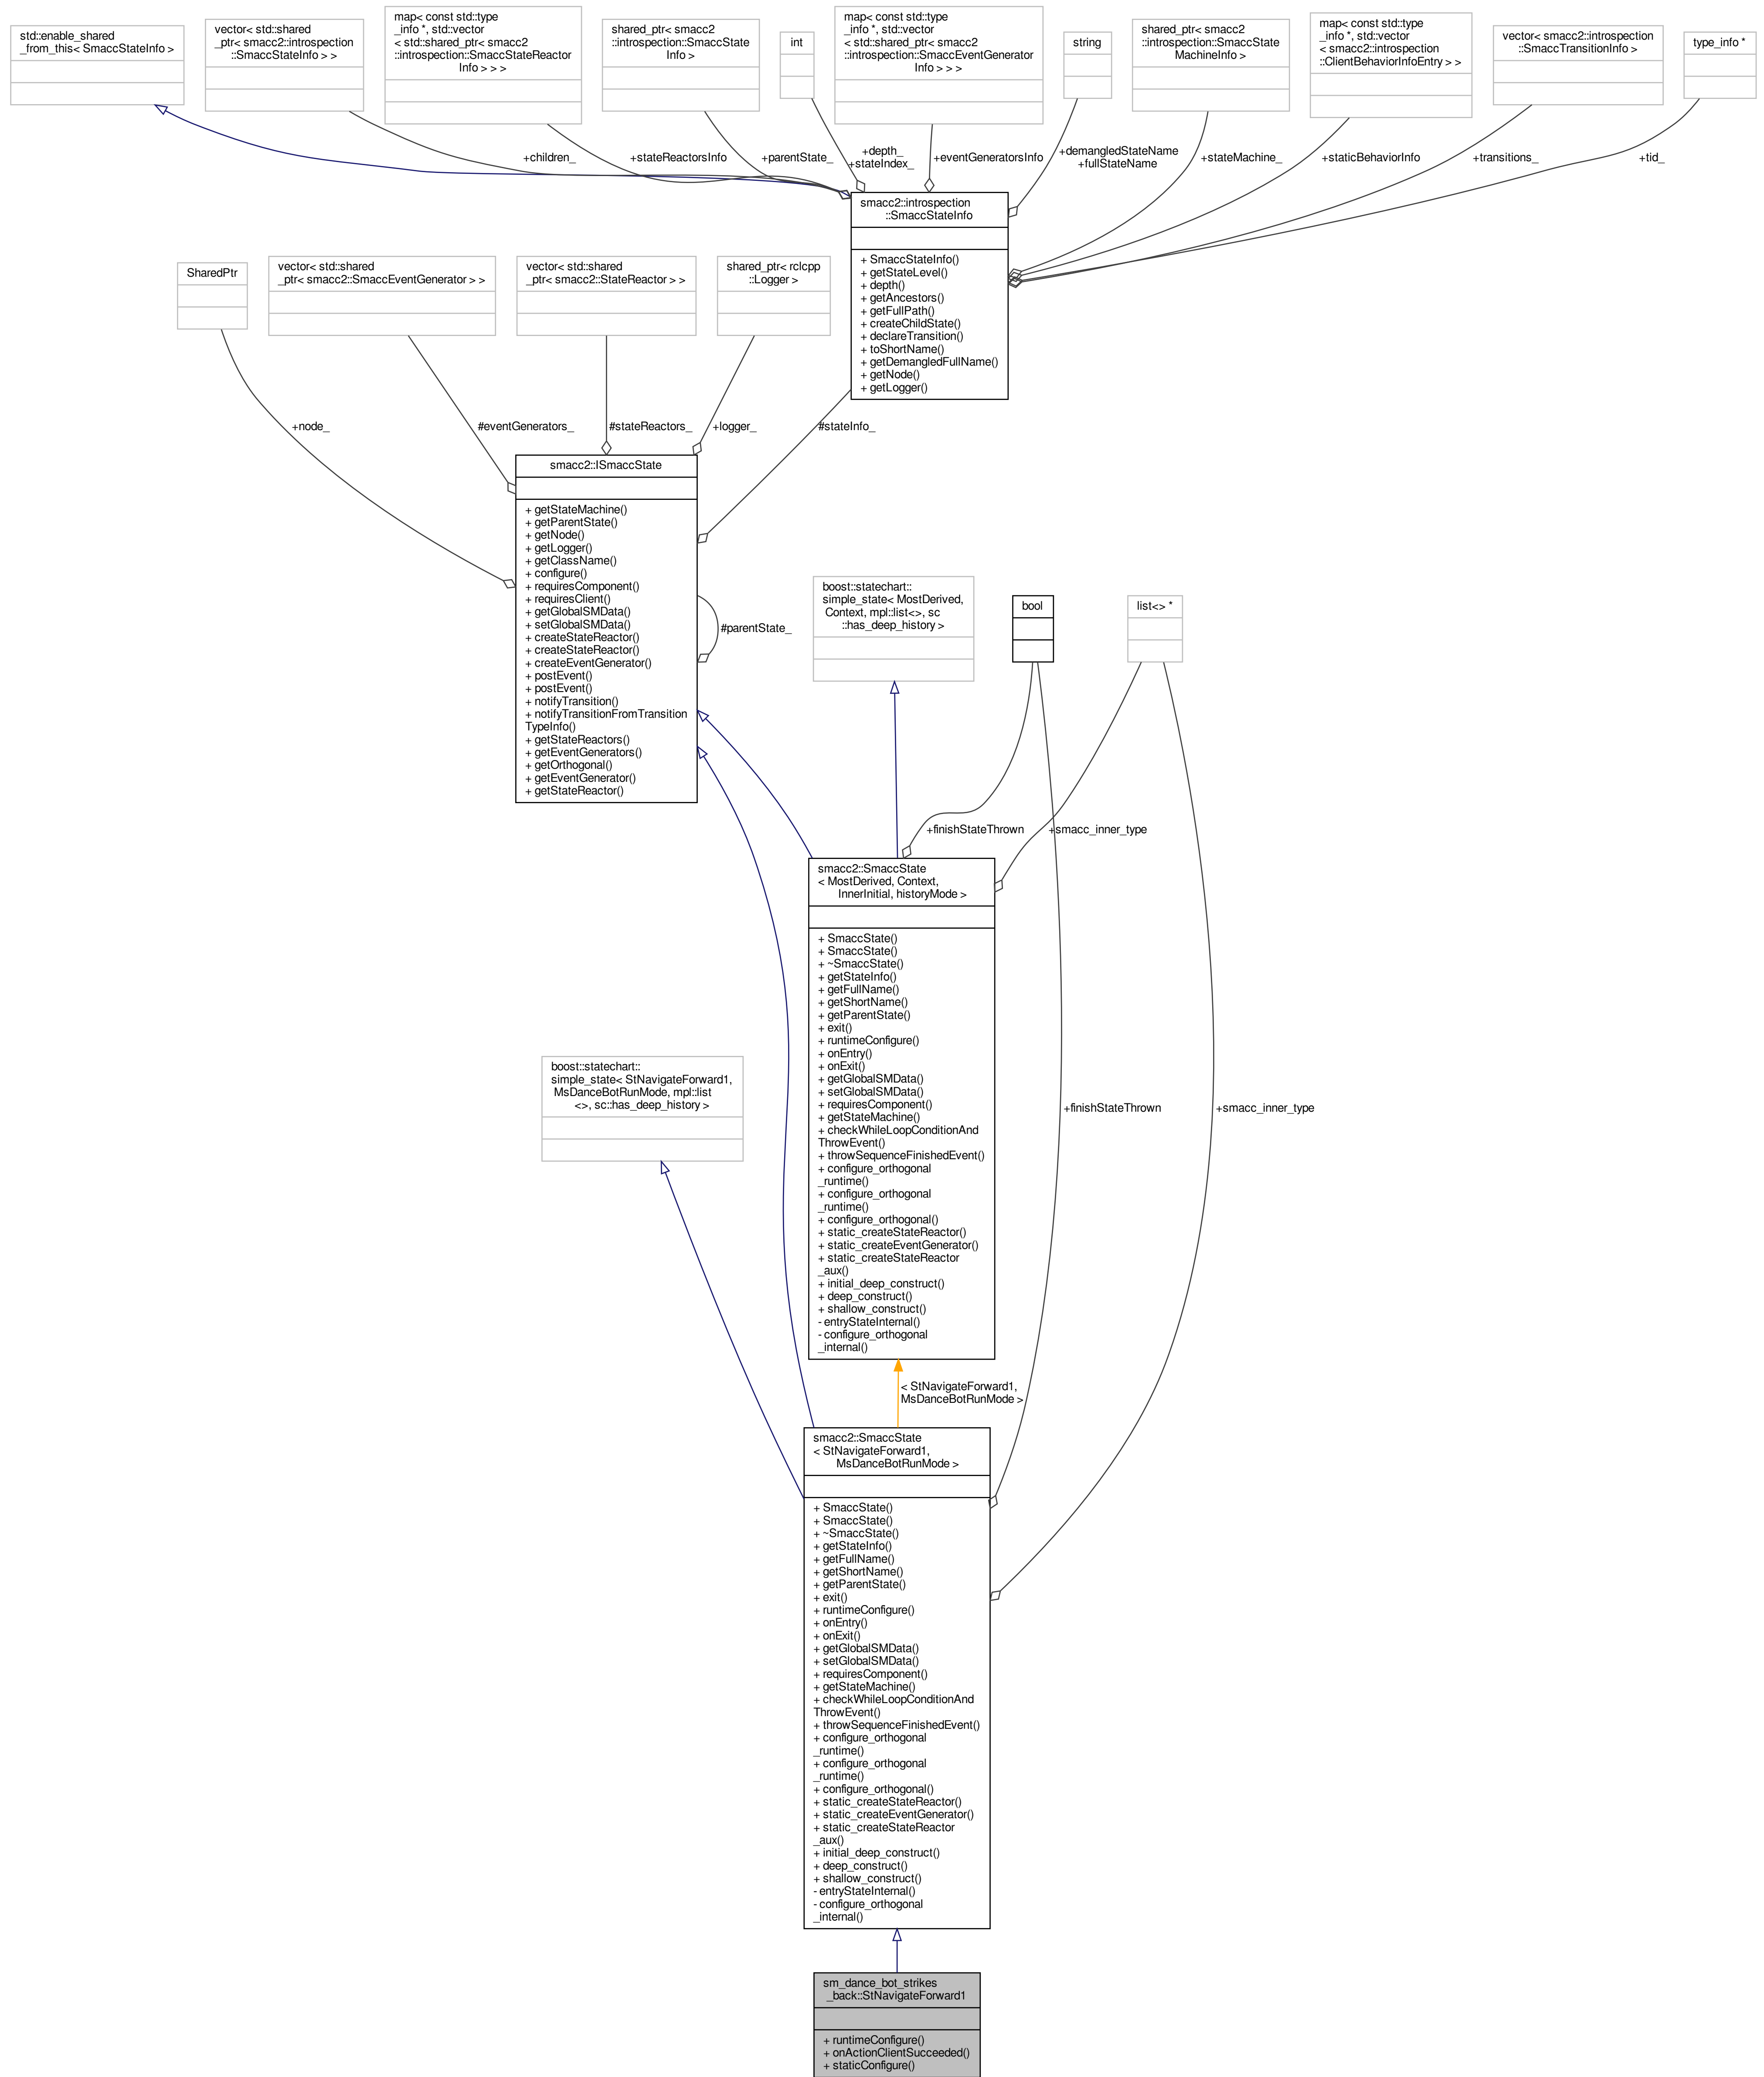 std::enable_shared
_from_this< SmaccStateInfo >
vector< std::shared
_ptr< smacc2::introspection
::SmaccStateInfo > >
map< const std::type
_info *, std::vector
< std::shared_ptr< smacc2
::introspection::SmaccStateReactor
Info > > >
shared_ptr< smacc2
::introspection::SmaccState
Info >
int
map< const std::type
_info *, std::vector
< std::shared_ptr< smacc2
::introspection::SmaccEventGenerator
Info > > >
string
shared_ptr< smacc2
::introspection::SmaccState
MachineInfo >
map< const std::type
_info *, std::vector
< smacc2::introspection
::ClientBehaviorInfoEntry > >
vector< smacc2::introspection
::SmaccTransitionInfo >
type_info *
+children_
+stateReactorsInfo
+parentState_
+depth_
+stateIndex_
+eventGeneratorsInfo
+demangledStateName
+fullStateName
+stateMachine_
+staticBehaviorInfo
+transitions_
+tid_
smacc2::introspection
::SmaccStateInfo
+ SmaccStateInfo()
+ getStateLevel()
+ depth()
+ getAncestors()
+ getFullPath()
+ createChildState()
+ declareTransition()
+ toShortName()
+ getDemangledFullName()
+ getNode()
+ getLogger()
SharedPtr
vector< std::shared
_ptr< smacc2::SmaccEventGenerator > >
vector< std::shared
_ptr< smacc2::StateReactor > >
shared_ptr< rclcpp
::Logger >
+node_
#eventGenerators_
#stateReactors_
+logger_
#stateInfo_
smacc2::ISmaccState
+ getStateMachine()
+ getParentState()
+ getNode()
+ getLogger()
+ getClassName()
+ configure()
+ requiresComponent()
+ requiresClient()
+ getGlobalSMData()
+ setGlobalSMData()
+ createStateReactor()
+ createStateReactor()
+ createEventGenerator()
+ postEvent()
+ postEvent()
+ notifyTransition()
+ notifyTransitionFromTransition
TypeInfo()
+ getStateReactors()
+ getEventGenerators()
+ getOrthogonal()
+ getEventGenerator()
+ getStateReactor()
#parentState_
boost::statechart::
simple_state< MostDerived,
Context, mpl::list<>, sc
::has_deep_history >
bool
list<> *
+finishStateThrown
+smacc_inner_type
smacc2::SmaccState
< MostDerived, Context,
InnerInitial, historyMode >
+ SmaccState()
+ SmaccState()
+ ~SmaccState()
+ getStateInfo()
+ getFullName()
+ getShortName()
+ getParentState()
+ exit()
+ runtimeConfigure()
+ onEntry()
+ onExit()
+ getGlobalSMData()
+ setGlobalSMData()
+ requiresComponent()
+ getStateMachine()
+ checkWhileLoopConditionAnd
ThrowEvent()
+ throwSequenceFinishedEvent()
+ configure_orthogonal
_runtime()
+ configure_orthogonal
_runtime()
+ configure_orthogonal()
+ static_createStateReactor()
+ static_createEventGenerator()
+ static_createStateReactor
_aux()
+ initial_deep_construct()
+ deep_construct()
+ shallow_construct()
- entryStateInternal()
- configure_orthogonal
_internal()
boost::statechart::
simple_state< StNavigateForward1,
MsDanceBotRunMode, mpl::list
<>, sc::has_deep_history >
+finishStateThrown
+smacc_inner_type
< StNavigateForward1,
MsDanceBotRunMode >
smacc2::SmaccState
< StNavigateForward1,
MsDanceBotRunMode >
+ SmaccState()
+ SmaccState()
+ ~SmaccState()
+ getStateInfo()
+ getFullName()
+ getShortName()
+ getParentState()
+ exit()
+ runtimeConfigure()
+ onEntry()
+ onExit()
+ getGlobalSMData()
+ setGlobalSMData()
+ requiresComponent()
+ getStateMachine()
+ checkWhileLoopConditionAnd
ThrowEvent()
+ throwSequenceFinishedEvent()
+ configure_orthogonal
_runtime()
+ configure_orthogonal
_runtime()
+ configure_orthogonal()
+ static_createStateReactor()
+ static_createEventGenerator()
+ static_createStateReactor
_aux()
+ initial_deep_construct()
+ deep_construct()
+ shallow_construct()
- entryStateInternal()
- configure_orthogonal
_internal()
sm_dance_bot_strikes
_back::StNavigateForward1
+ runtimeConfigure()
+ onActionClientSucceeded()
+ staticConfigure()